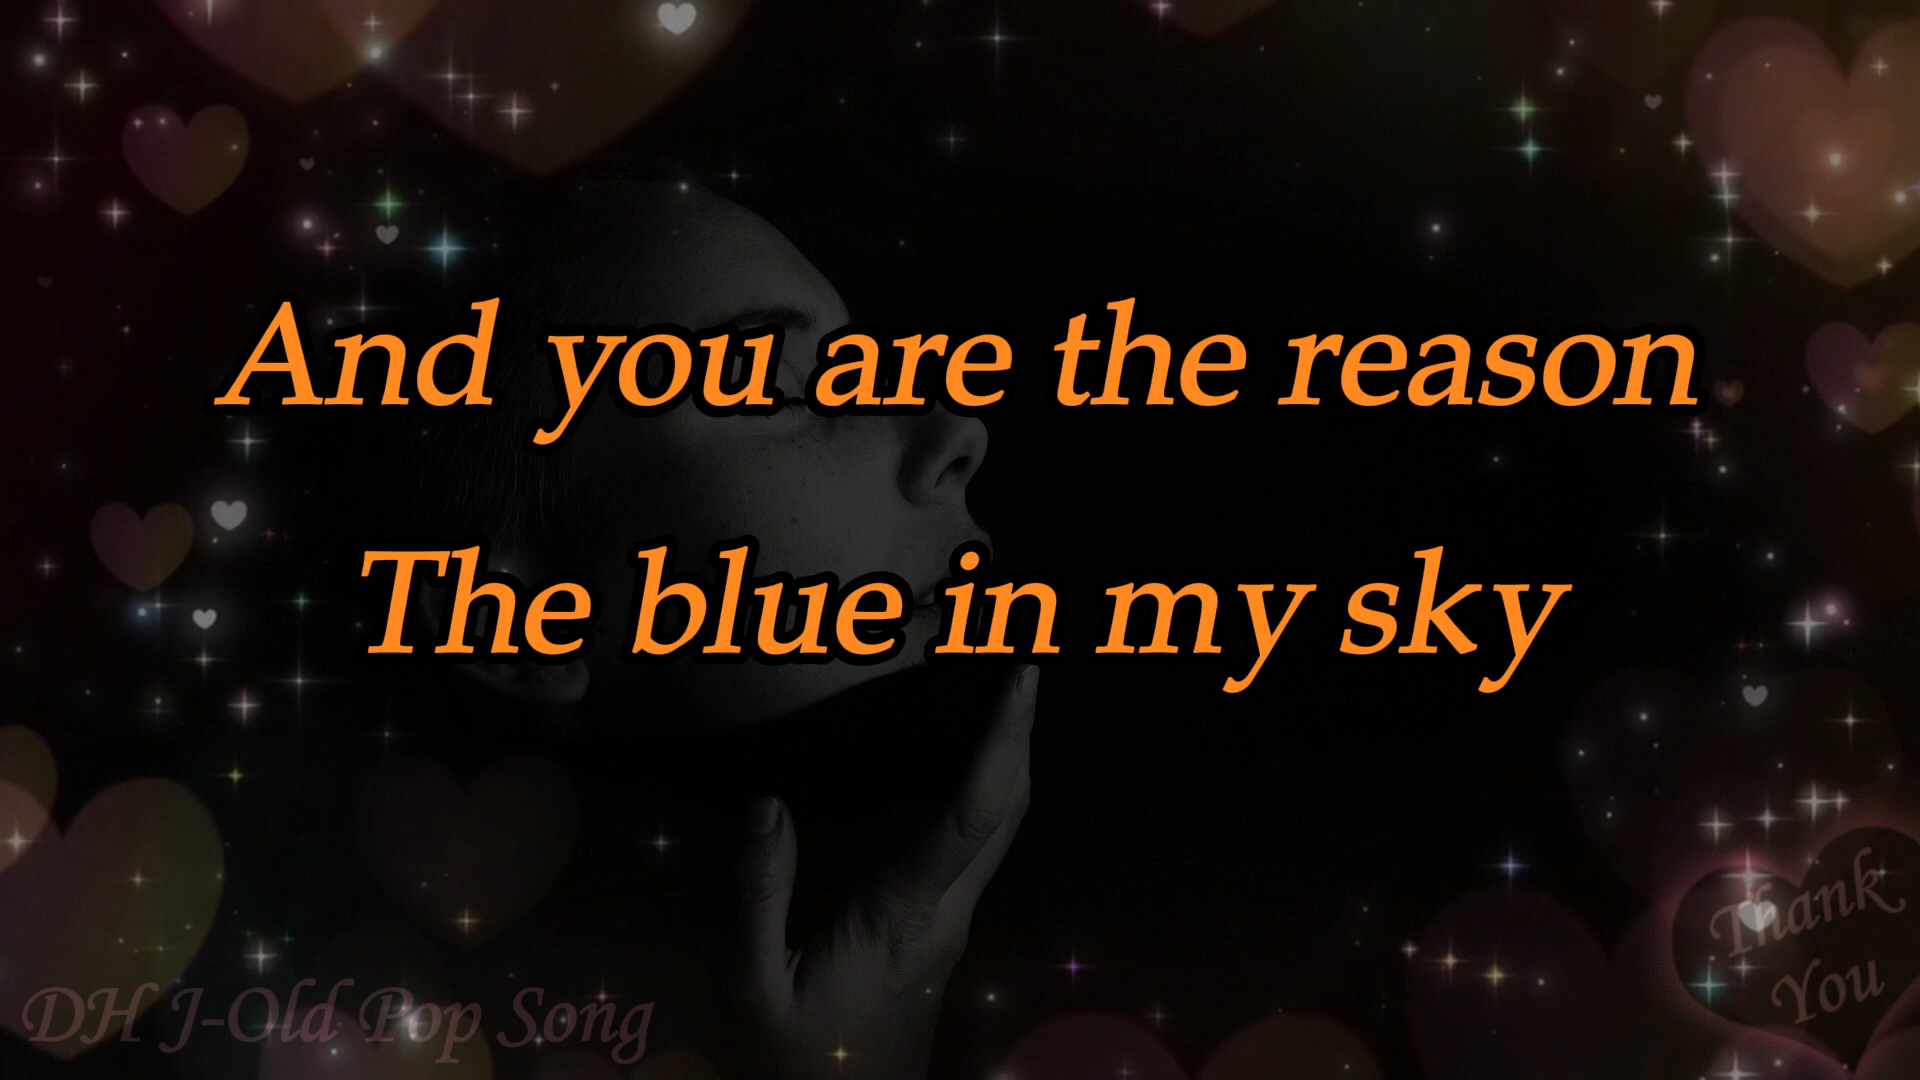 And you are the reason
The blue in my sky
Thank
You
DH J-Old Pop Song